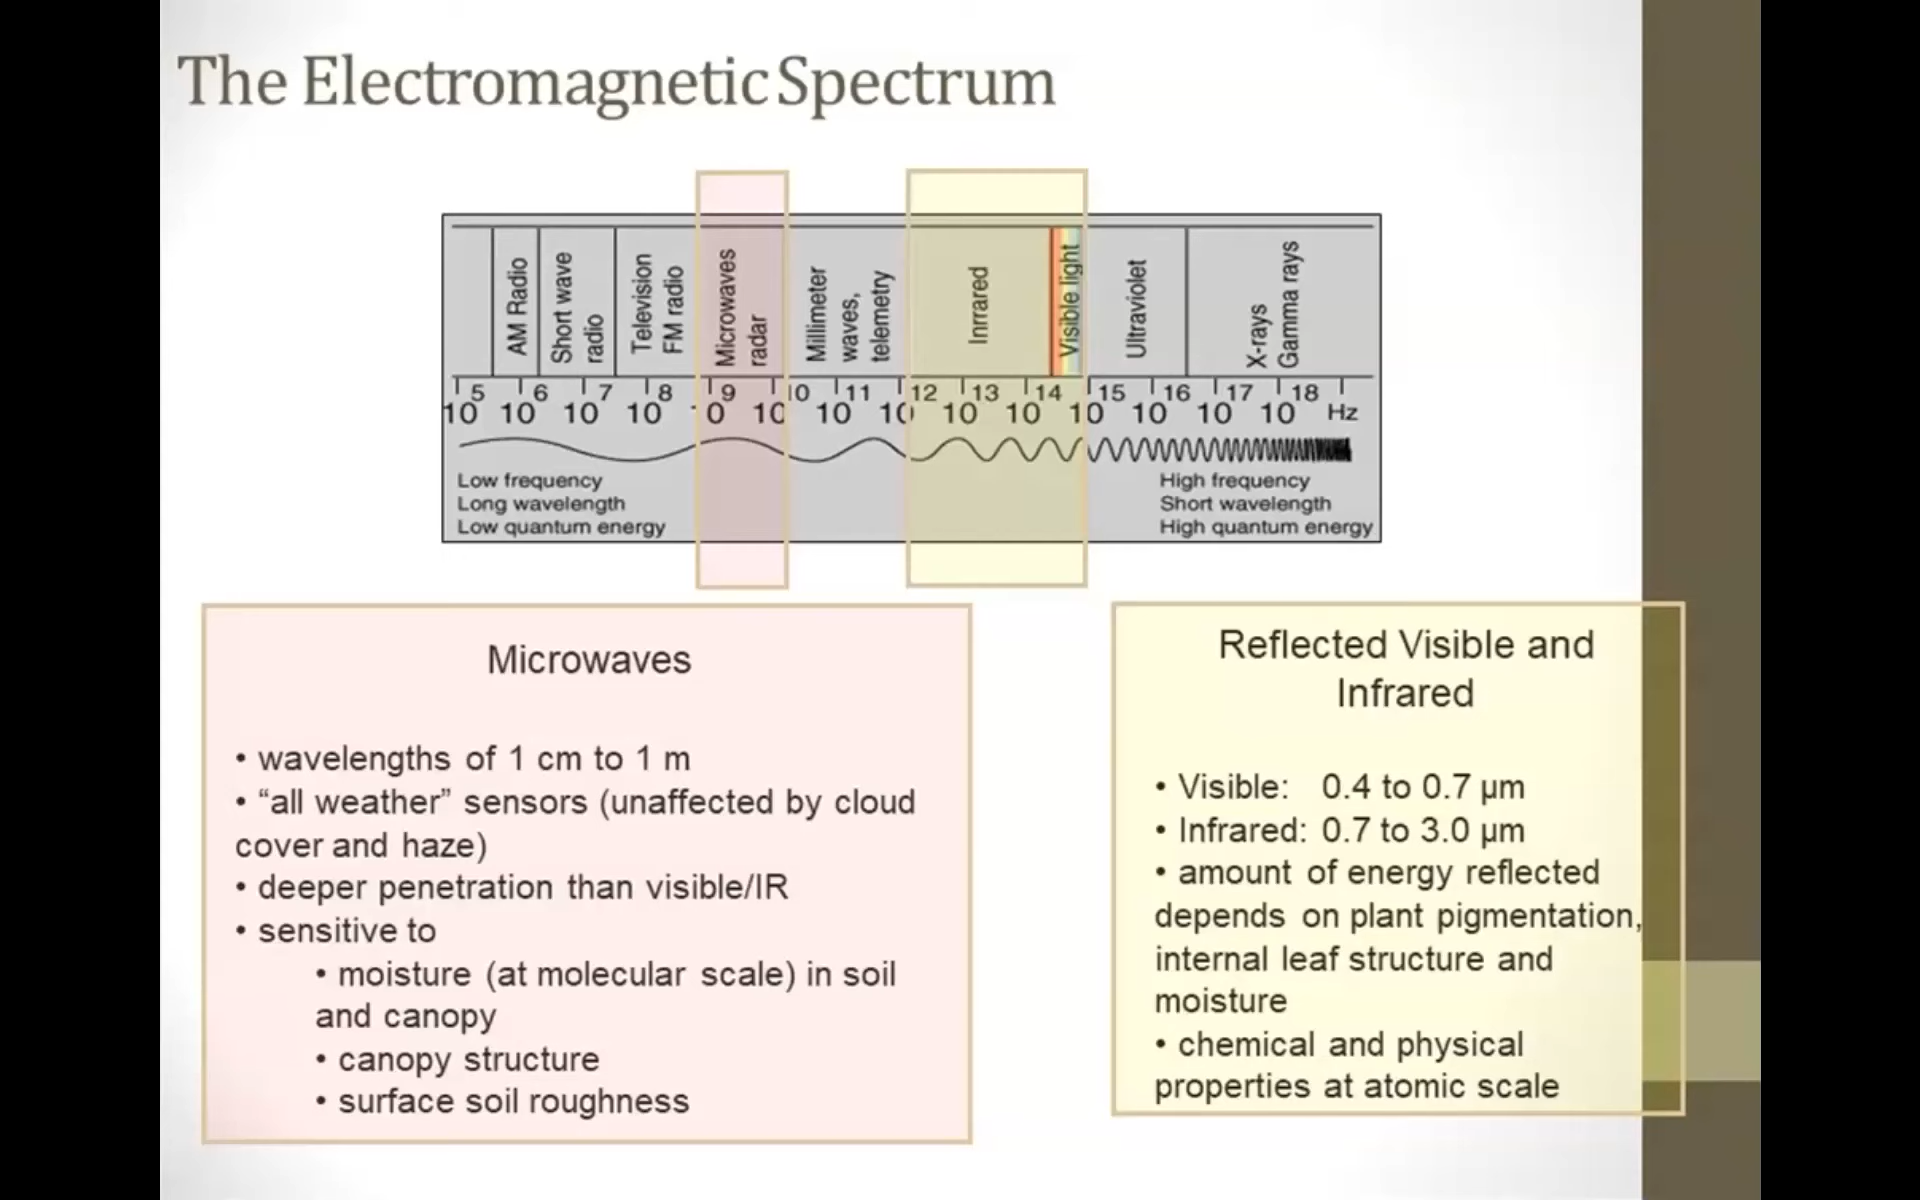 The Electromagnetic Spectrum
AM Radio
Short wave
radio
Television
FM radio
Microwaves
radar
Millimeter
waves,
telemetry
Inrrared
Visible light
Ultraviolet
X-rays
Gamma rays
10^5 10^6 10^7 10^8 10^9 10^10 10^11 10^12 10^13 10^14 10^15 10^16 10^17 10^18 Hz
Low frequency
Long wavelength
Low quantum energy
High frequency
Short wavelength
High quantum energy
Microwaves
• wavelengths of 1 cm to 1 m
• “all weather” sensors (unaffected by cloud
cover and haze)
• deeper penetration than visible/IR
• sensitive to
• moisture (at molecular scale) in soil
and canopy
• canopy structure
• surface soil roughness
Reflected Visible and
Infrared
• Visible: 0.4 to 0.7 µm
• Infrared: 0.7 to 3.0 µm
• amount of energy reflected
depends on plant pigmentation,
internal leaf structure and
moisture
• chemical and physical
properties at atomic scale